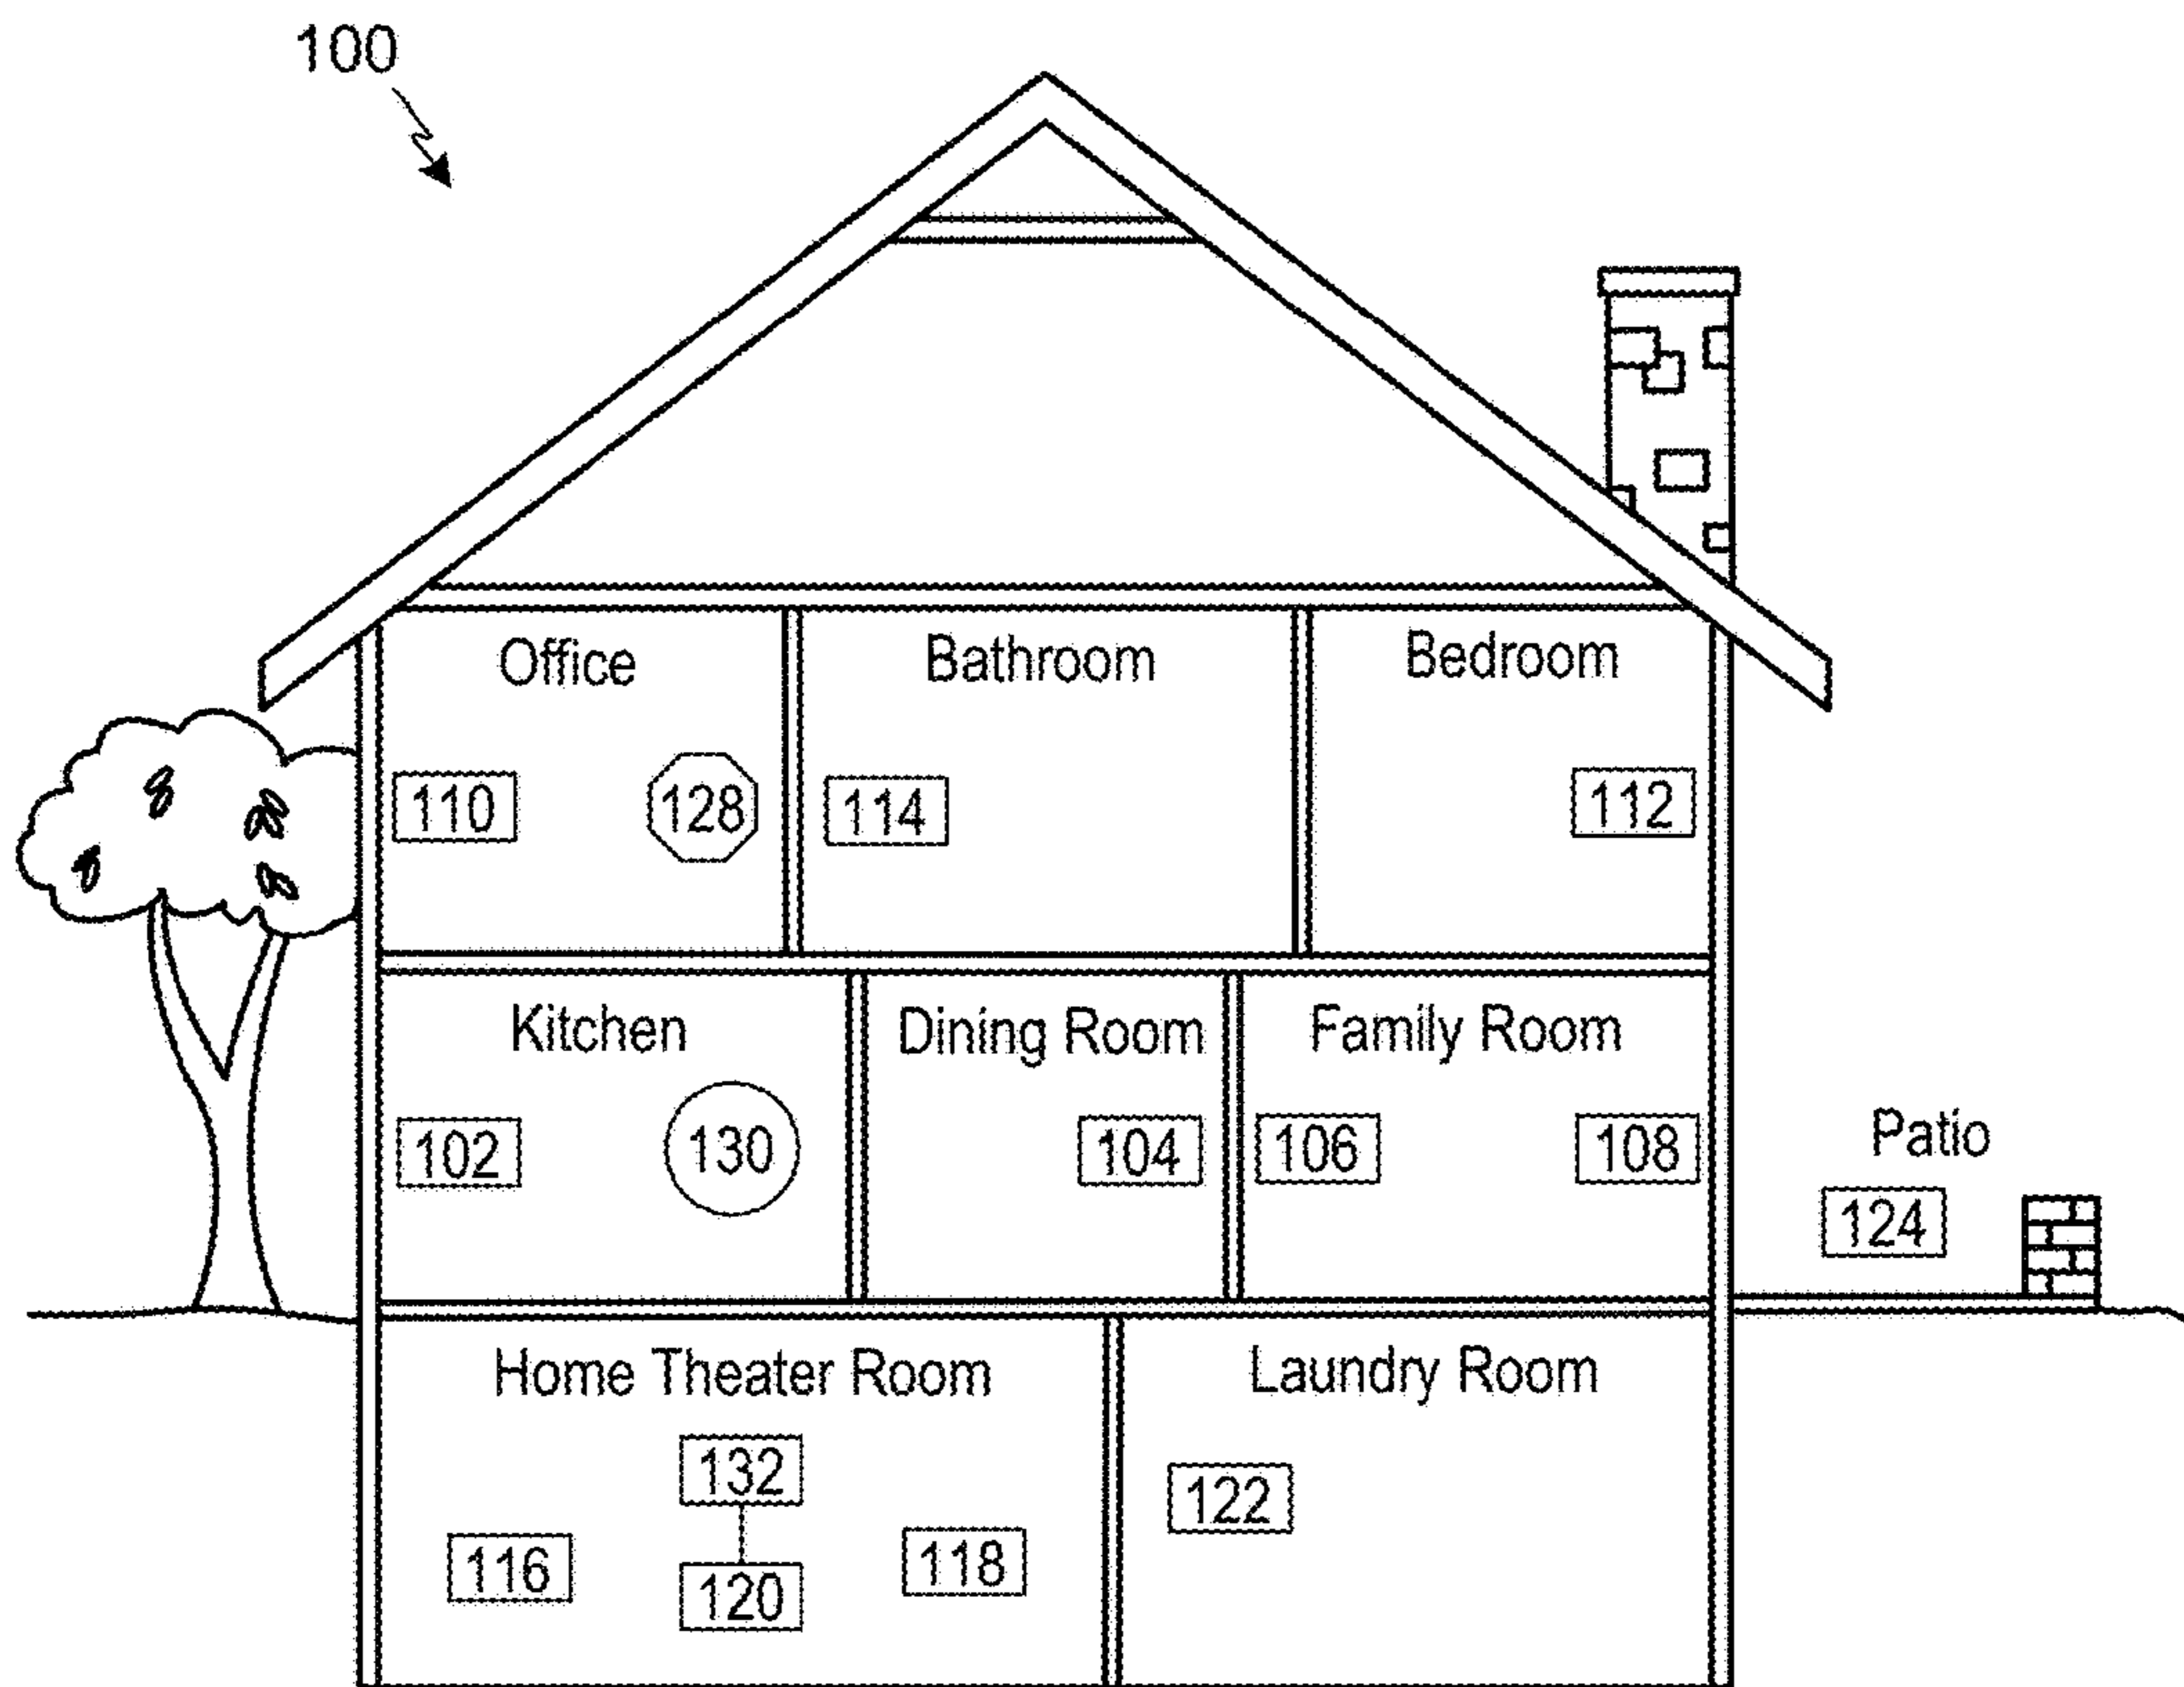 100
Office
Bathroom
Bedroom
110
128
114
112
Kitchen
Dining Room
Family Room
102
130
104
106
108
Patio
124
Home Theater Room
Laundry Room
132
122
116
118
120